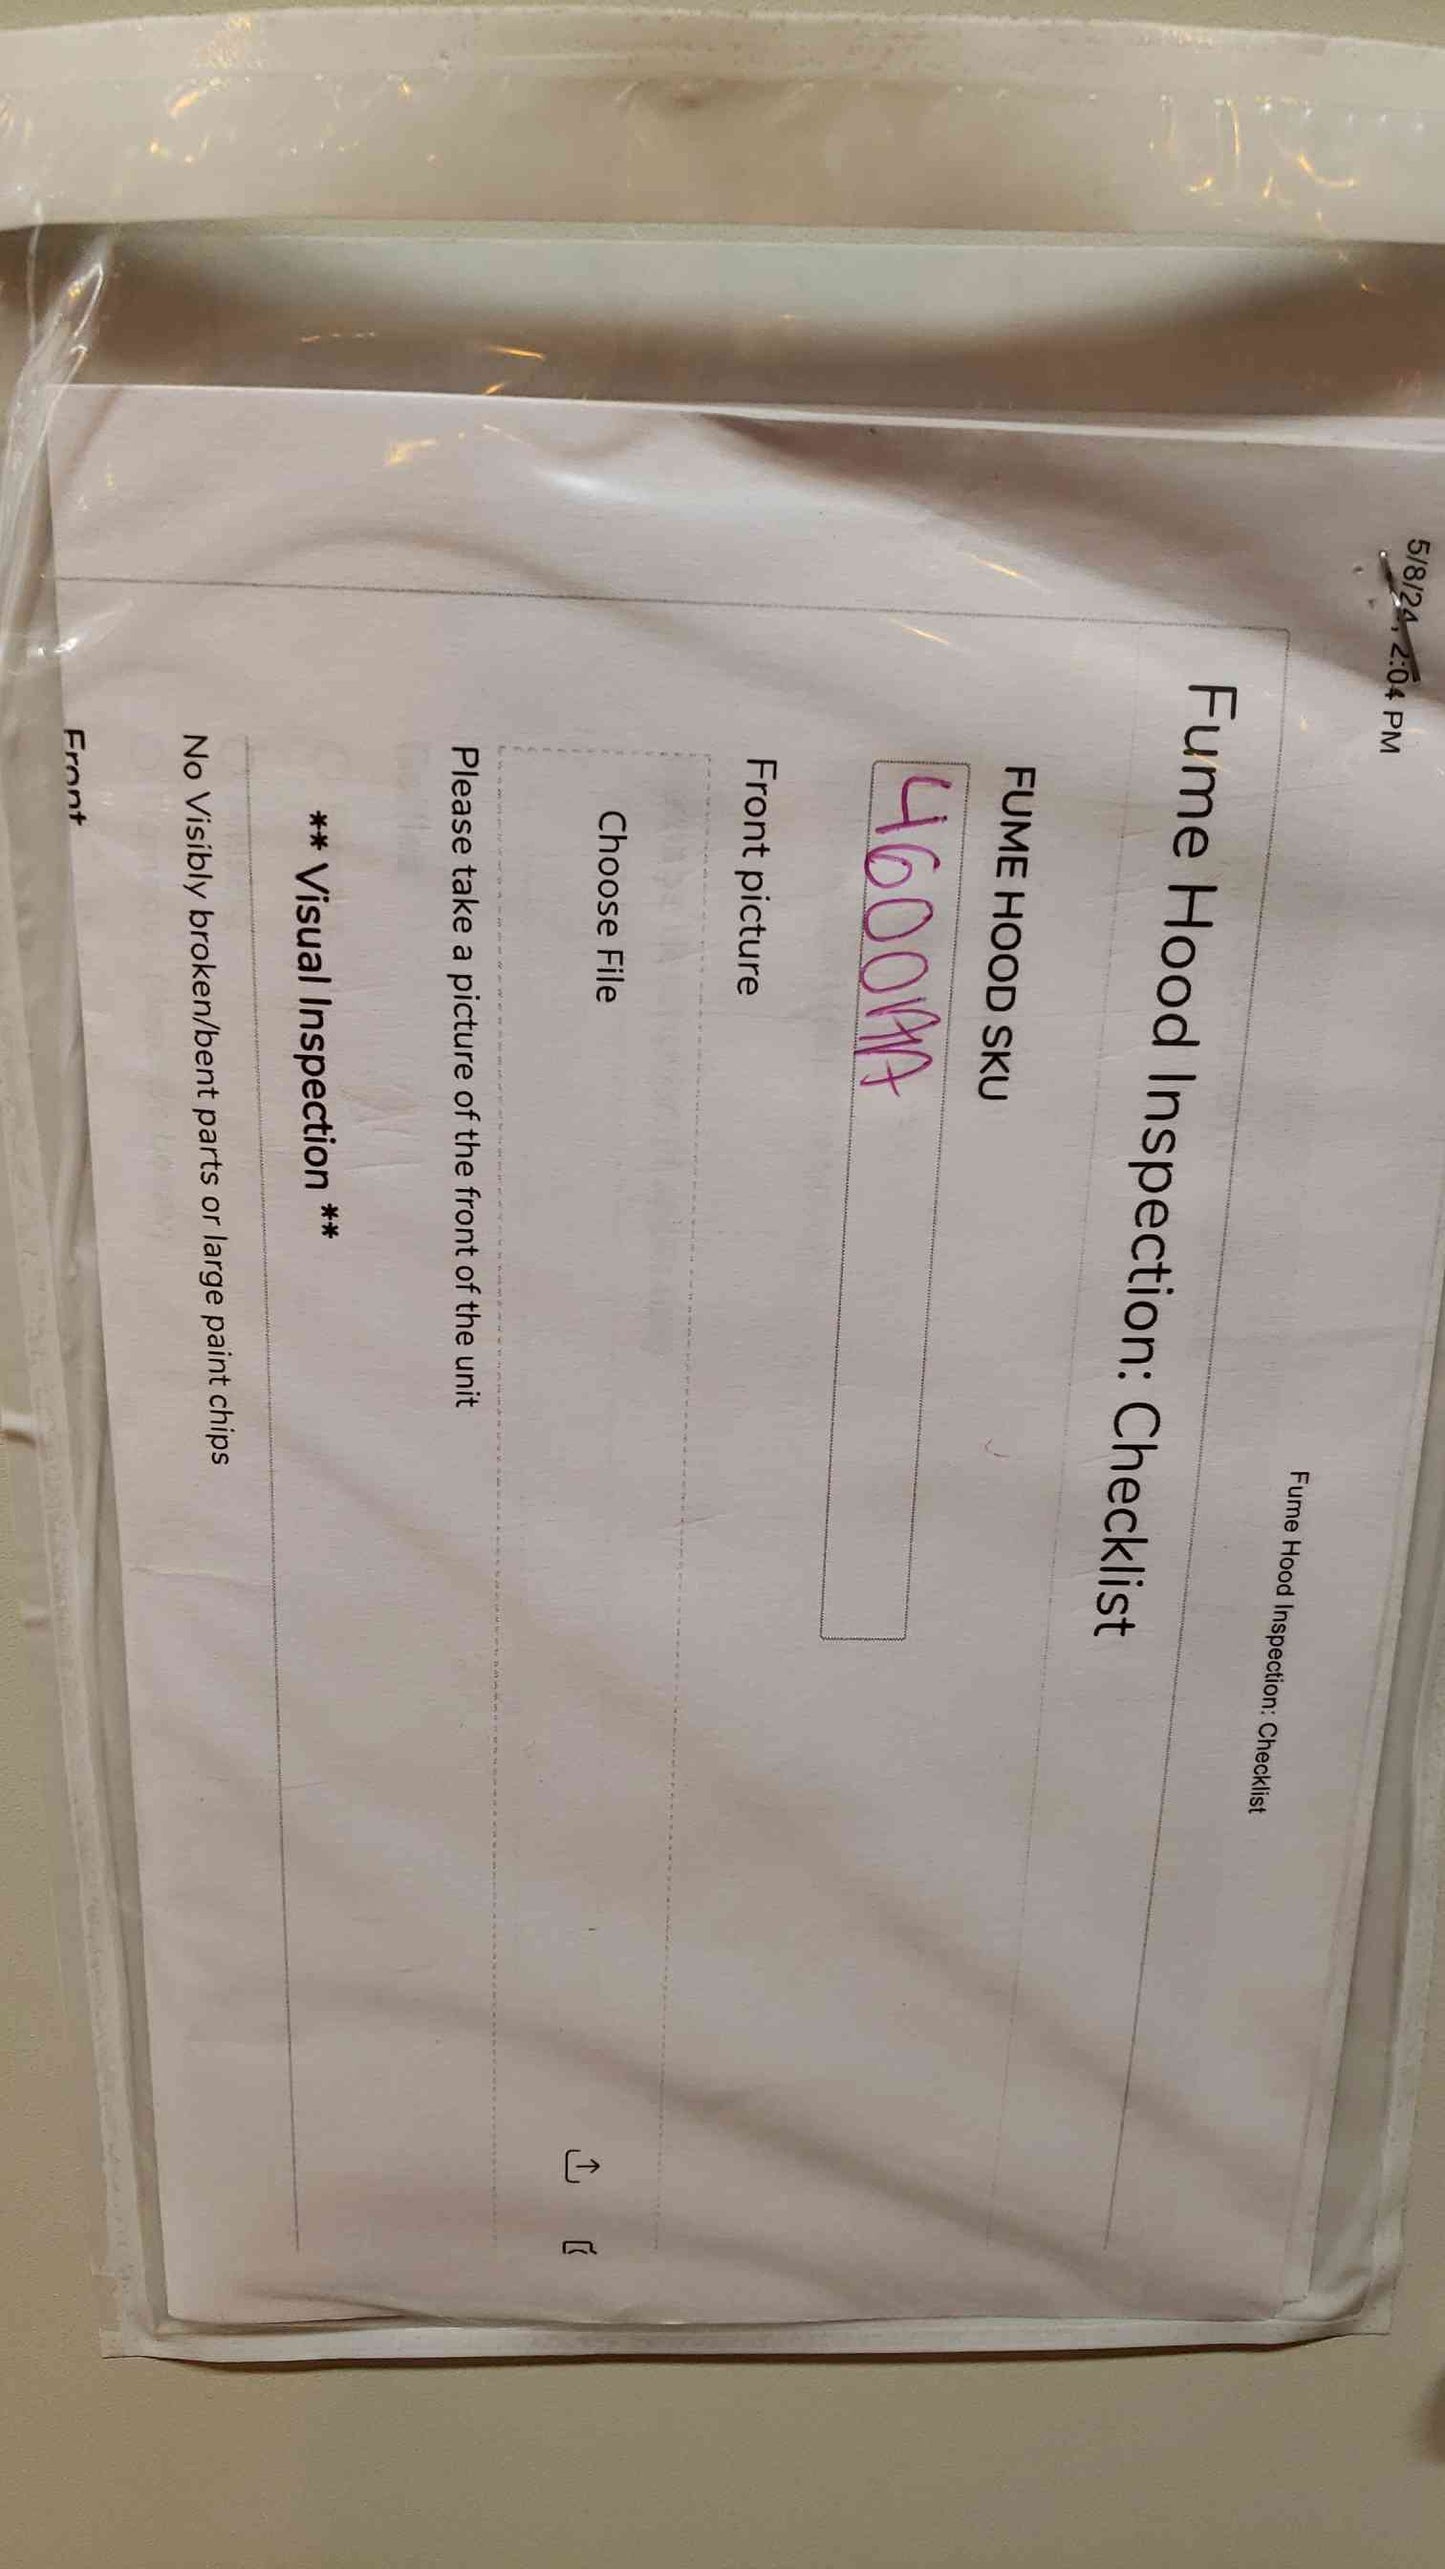 5/8/24, 2:04 PM
Fume Hood Inspection: Checklist
Fume Hood Inspection: Checklist
FUME HOOD SKU
Front picture
Choose File
Please take a picture of the front of the unit
** Visual Inspection **
No Visibly broken/bent parts or large paint chips
Front